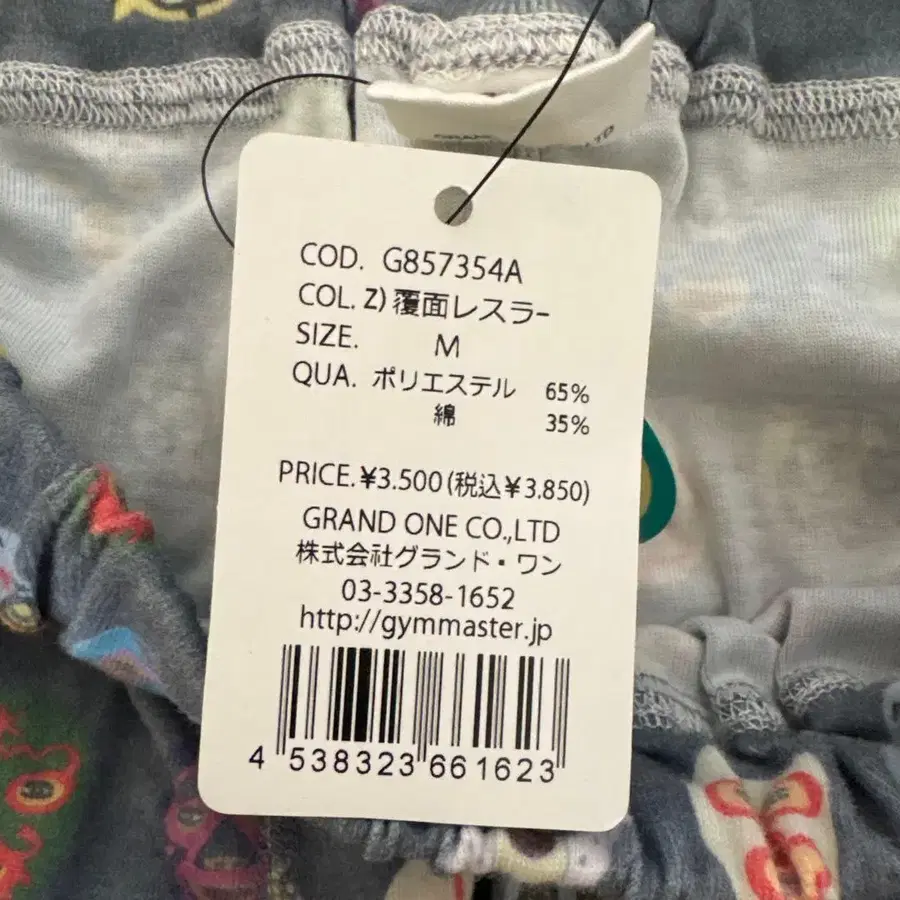 GRAND
LTD
COD. G857354A
COL. Z)覆面レスラー
SIZE. M
QUA. ポリエステル 65%
綿 35%
PRICE.¥3.500(税込¥3.850)
GRAND ONE CO.,LTD
株式会社グランド・ワン
03-3358-1652
http://gymmaster.jp
4 538323 661623